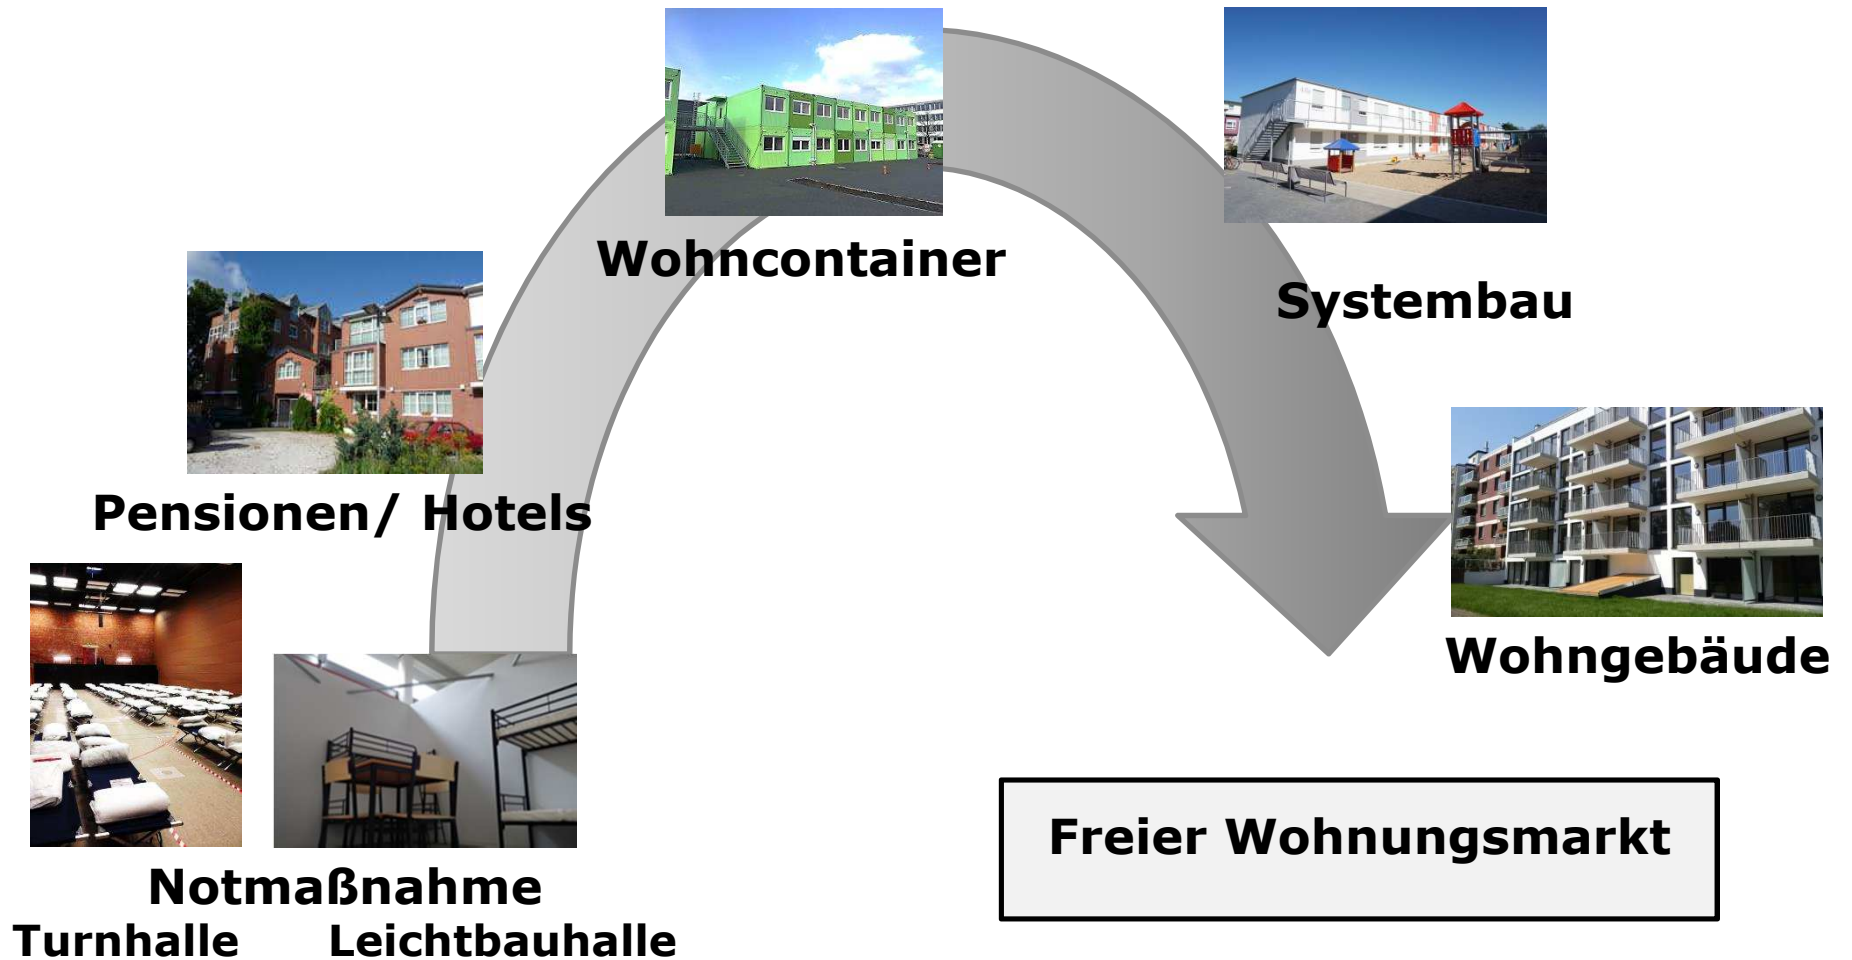 Wohncontainer
Systembau
Pensionen/ Hotels
Wohngebäude
Freier Wohnungsmarkt
Notmaßnahme
Turnhalle Leichtbauhalle